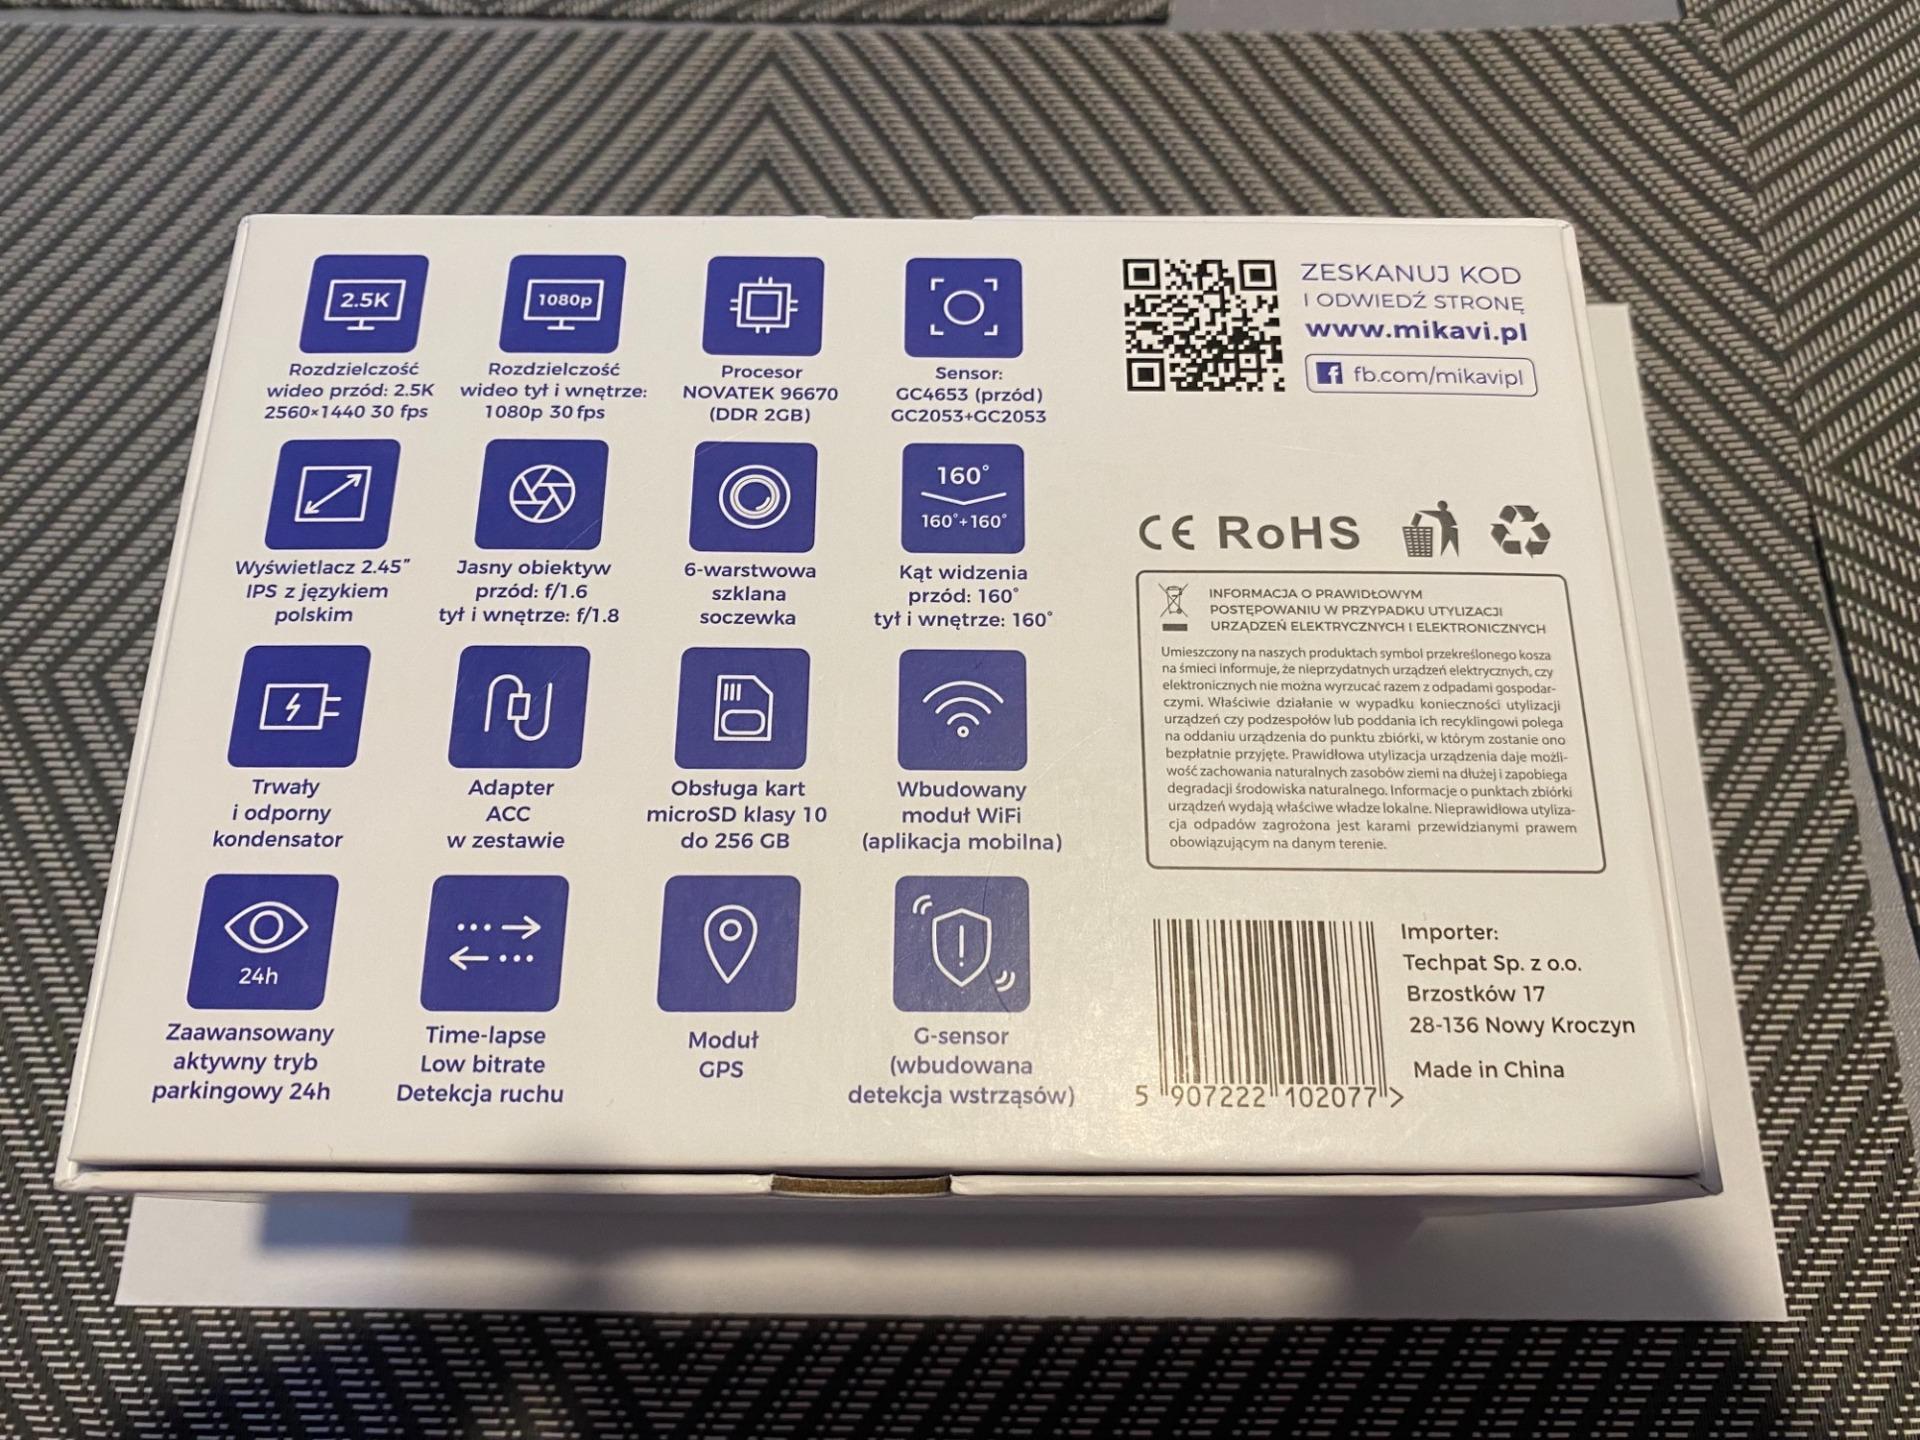 2.5K
Rozdzielczość
wideo przód: 2.5K
2560×1440 30 fps
1080p
Rozdzielczość
wideo tył i wnętrze:
1080p 30 fps
Procesor
NOVATEK 96670
(DDR 2GB)
Sensor:
GC4653 (przód)
GC2053+GC2053
Wyświetlacz 2.45”
IPS z językiem
polskim
Jasny obiektyw
przód: f/1.6
tył i wnętrze: f/1.8
6-warstwowa
szklana
soczewka
160°
160°+160°
Kąt widzenia
przód: 160°
tył i wnętrze: 160°
Trwały
i odporny
kondensator
Adapter
ACC
w zestawie
Obsługa kart
microSD klasy 10
do 256 GB
Wbudowany
moduł WiFi
(aplikacja mobilna)
24h
Zaawansowany
aktywny tryb
parkingowy 24h
Time-lapse
Low bitrate
Detekcja ruchu
Moduł
GPS
G-sensor
(wbudowana
detekcja wstrząsów)
ZESKANUJ KOD
I ODWIEDŹ STRONĘ
www.mikavi.pl
f fb.com/mikavipl
CE RoHS
INFORMACJA O PRAWIDŁOWYM
POSTĘPOWANIU W PRZYPADKU UTYLIZACJI
URZĄDZEŃ ELEKTRYCZNYCH I ELEKTRONICZNYCH
Umieszczony na naszych produktach symbol przekreślonego kosza
na śmieci informuje, że nieprzydatnych urządzeń elektrycznych, czy
elektronicznych nie można wyrzucać razem z odpadami gospodar-
czymi. Właściwie działanie w wypadku konieczności utylizacji
urządzeń czy podzespołów lub poddania ich recyklingowi polega
na oddaniu urządzenia do punktu zbiórki, w którym zostanie ono
bezpłatnie przyjęte. Prawidłowa utylizacja urządzenia daje możli-
wość zachowania naturalnych zasobów ziemi na dłużej i zapobiega
degradacji środowiska naturalnego. Informacje o punktach zbiórki
urządzeń wydają właściwe władze lokalne. Nieprawidłowa utyliza-
cja odpadów zagrożona jest karami przewidzianymi prawem
obowiązującym na danym terenie.
5 907222 102077 >
Importer:
Techpat Sp. z o.o.
Brzostków 17
28-136 Nowy Kroczyn
Made in China